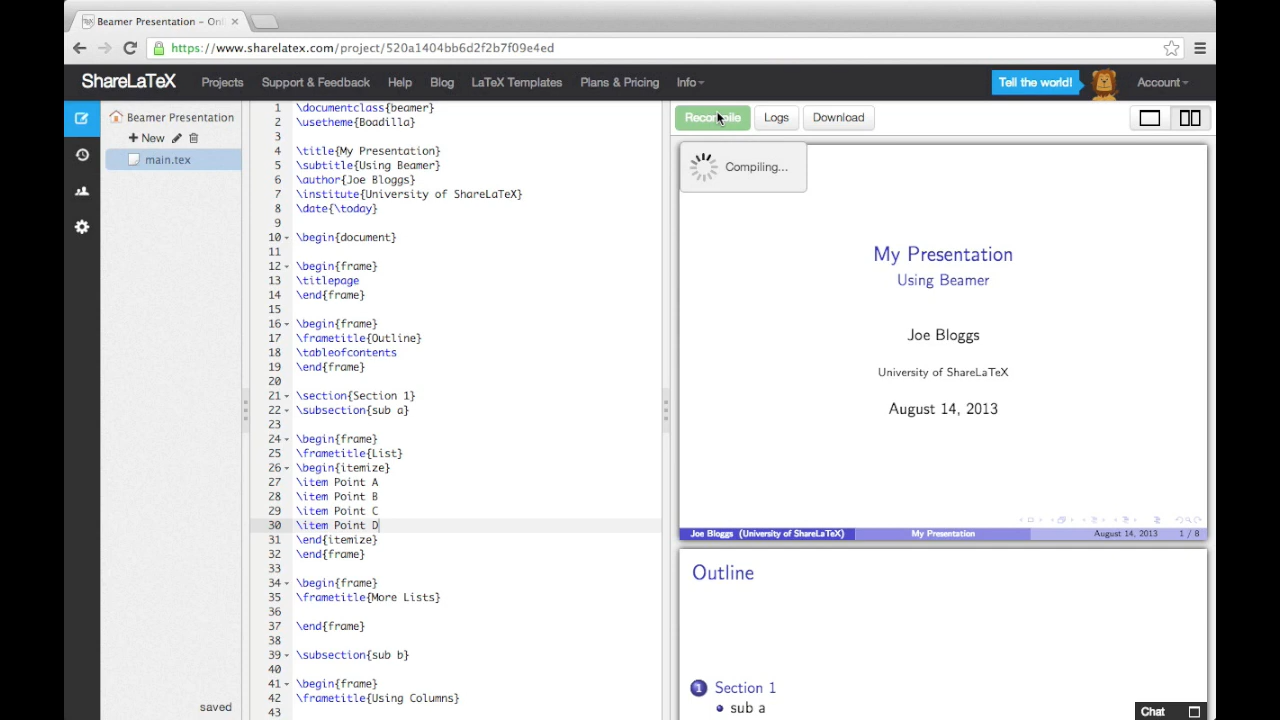 Beamer Presentation – Onl
https://www.sharelatex.com/project/520a1404bb6d2f2b7f09e4ed
ShareLaTeX Projects Support & Feedback Help Blog LaTeX Templates Plans & Pricing Info Tell the world! Account
Beamer Presentation
New
main.tex
saved
1 \documentclass{beamer}
2 \usetheme{Boadilla}
3
4 \title{My Presentation}
5 \subtitle{Using Beamer}
6 \author{Joe Bloggs}
7 \institute{University of ShareLaTeX}
8 \date{\today}
9
10 \begin{document}
11
12 \begin{frame}
13 \titlepage
14 \end{frame}
15
16 \begin{frame}
17 \frametitle{Outline}
18 \tableofcontents
19 \end{frame}
20
21 \section{Section 1}
22 \subsection{sub a}
23
24 \begin{frame}
25 \frametitle{List}
26 \begin{itemize}
27 \item Point A
28 \item Point B
29 \item Point C
30 \item Point D
31 \end{itemize}
32 \end{frame}
33
34 \begin{frame}
35 \frametitle{More Lists}
36
37 \end{frame}
38
39 \subsection{sub b}
40
41 \begin{frame}
42 \frametitle{Using Columns}
43
Recompile Logs Download
Compiling...
My Presentation
Using Beamer
Joe Bloggs
University of ShareLaTeX
August 14, 2013
Joe Bloggs (University of ShareLaTeX) My Presentation August 14, 2013 1 / 8
Outline
1 Section 1
sub a
Chat